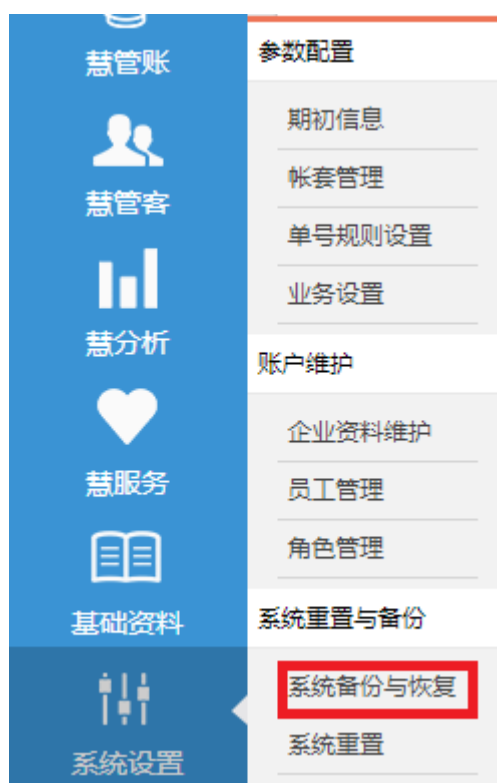 慧管账
慧管客
慧分析
慧服务
基础资料
系统设置
参数配置
期初信息
帐套管理
单号规则设置
业务设置
账户维护
企业资料维护
员工管理
角色管理
系统重置与备份
系统备份与恢复
系统重置